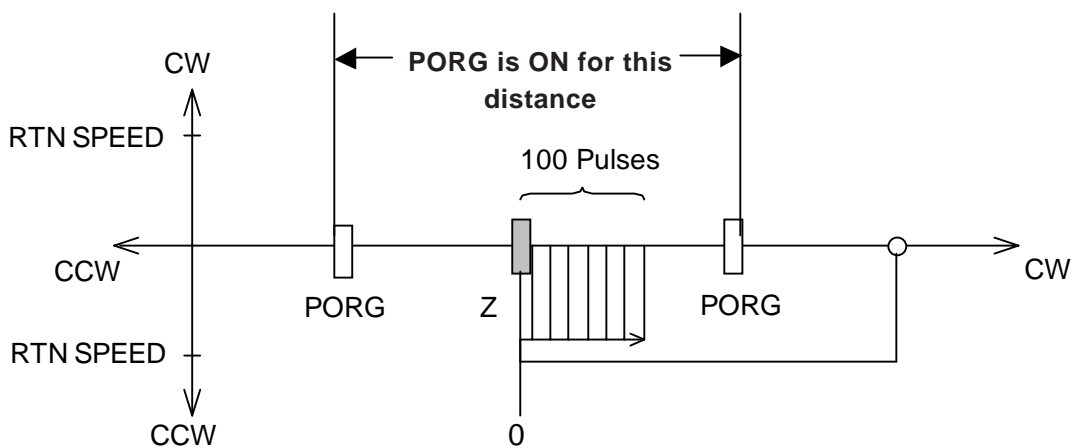 PORG is ON for this
distance
CW
RTN SPEED
100 Pulses
CCW
CW
PORG
Z
PORG
RTN SPEED
CCW
0